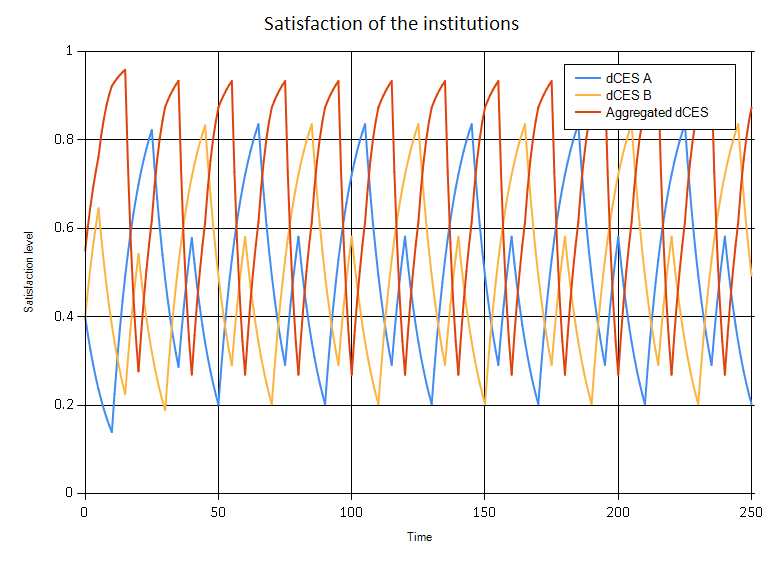 Satisfaction of the institutions
1
0.8
0.6
0.4
0.2
0
Satisfaction level
dCES A
dCES B
Aggregated dCES
0 50 100 150 200 250
Time